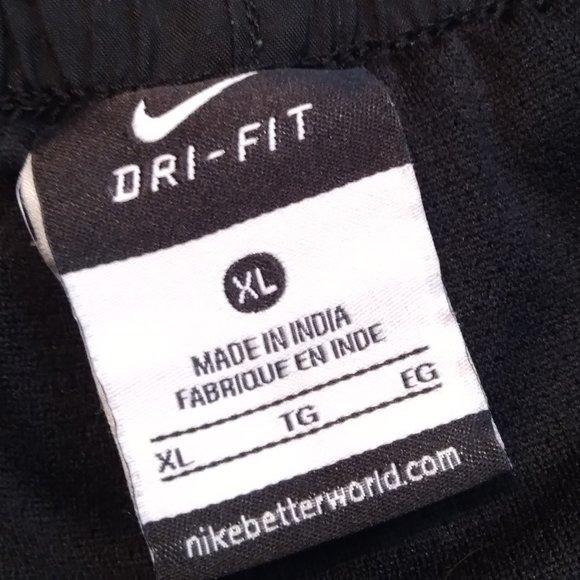 DRI-FIT
XL
MADE IN INDIA
FABRIQUE EN INDE
XL TG EG
nikebetterworld.com